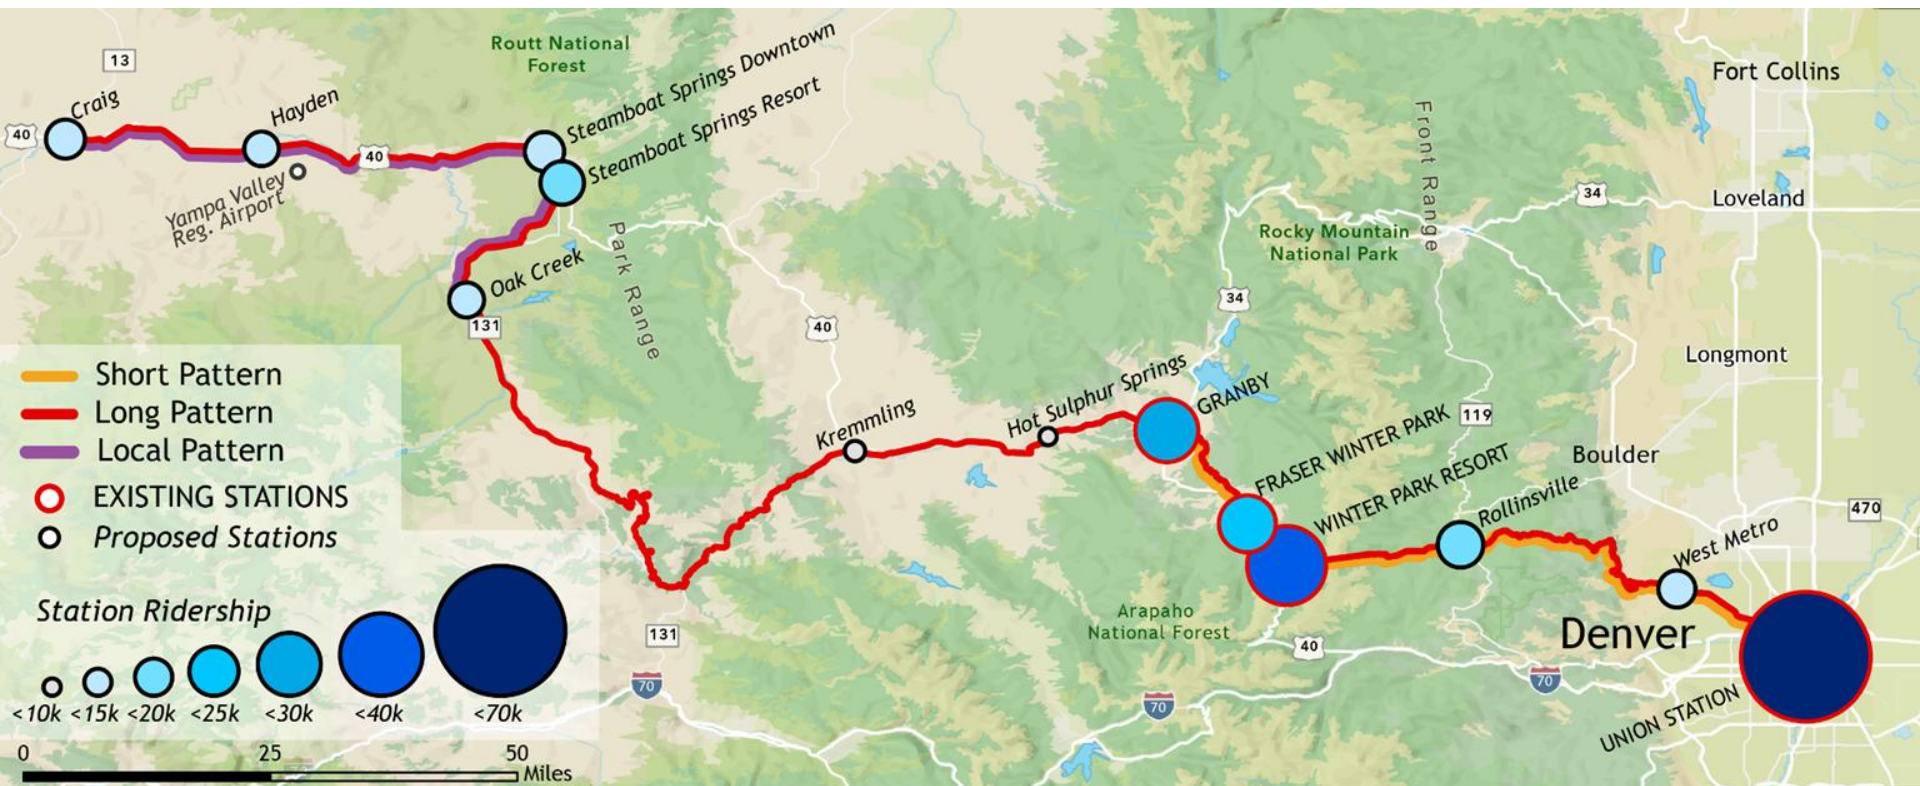 Routt National
Forest
Steamboat Springs Downtown
Steamboat Springs Resort
13
Craig
Hayden
40
40
Yampa Valley
Reg. Airport
Park Range
Oak Creek
131
40
Fort Collins
Front Range
34
Loveland
Rocky Mountain
National Park
34
Longmont
Short Pattern
Long Pattern
Local Pattern
EXISTING STATIONS
Proposed Stations
Kremmling
Hot Sulphur Springs
GRANBY
119
FRASER WINTER PARK
WINTER PARK RESORT
Boulder
Rollinsville
470
West Metro
Station Ridership
<10k
<15k
<20k
<25k
<30k
<40k
<70k
131
Arapaho
National Forest
40
Denver
70
70
70
UNION STATION
0
25
50
Miles